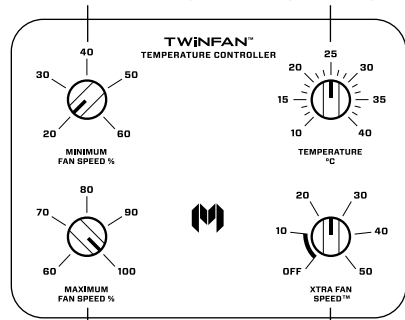 TWiNFAN™
TEMPERATURE CONTROLLER
40
30
50
20
60
MINIMUM
FAN SPEED %
25
20
30
15
35
10
40
TEMPERATURE
°C
80
70
90
60
100
MAXIMUM
FAN SPEED %
20
30
10
40
OFF
50
XTRA FAN
SPEED™